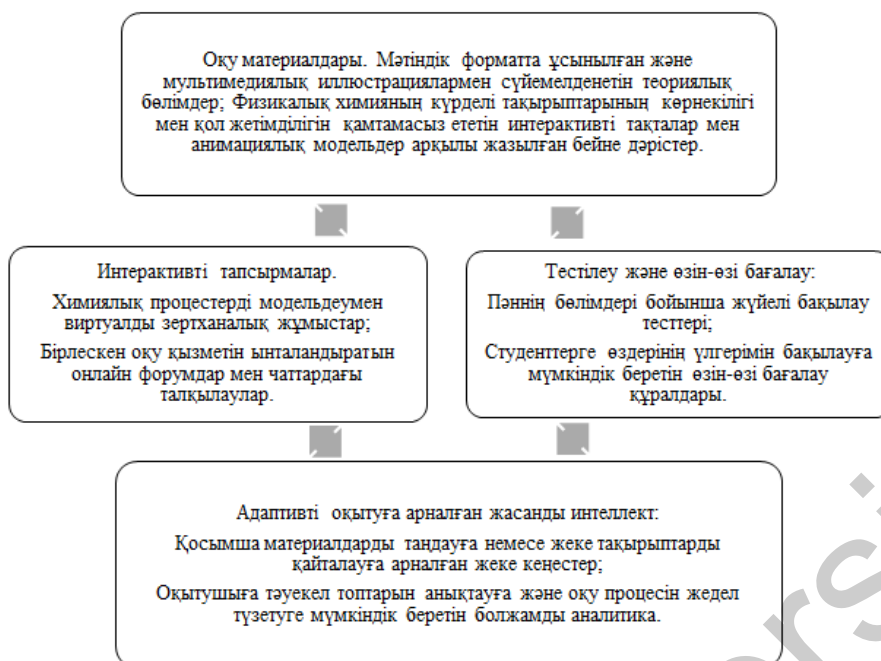 Оқу материалдары. Мәтіндік форматта ұсынылған және
мультимедиялық иллюстрациялармен сүйемелденетін теориялық
бөлімдер; Физикалық химияның күрделі тақырыптарының көрнекілігі
мен қол жетімділігін қамтамасыз ететін интерактивті тақталар мен
анимациялық модельдер арқылы жазылған бейне дәрістер.
Интерактивті тапсырмалар.
Химиялық процестерді модельдеумен
виртуалды зертханалық жұмыстар;
Бірлескен оқу қызметін ынталандыратын
онлайн форумдар мен чаттардағы
талқылаулар.
Тестілеу және өзін-өзі бағалау:
Пәннің бөлімдері бойынша жүйелі бақылау
тесттері;
Студенттерге өздерінің үлгерімін бақылауға
мүмкіндік беретін өзін-өзі бағалау
құралдары.
Адаптивті оқытуға арналған жасанды интеллект:
Қосымша материалдарды таңдауға немесе жеке тақырыптарды
қайталауға арналған жеке кеңестер;
Оқытушыға тәуекел топтарын анықтауға және оқу процесін жедел
түзетуге мүмкіндік беретін болжамды аналитика.
ersi